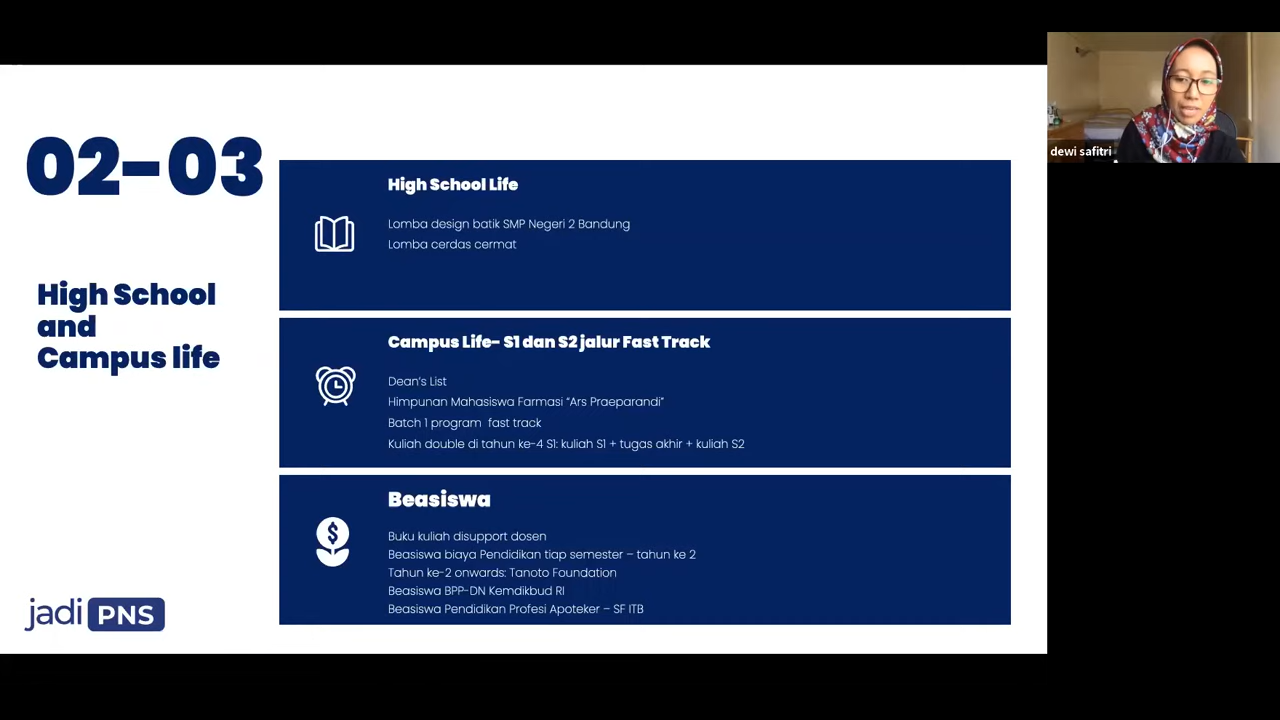 02-03
High School
and
Campus life
High School Life
Lomba design batik SMP Negeri 2 Bandung
Lomba cerdas cermat
Campus Life- S1 dan S2 jalur Fast Track
Dean's List
Himpunan Mahasiswa Farmasi "Ars Praeparandi"
Batch 1 program fast track
Kuliah double di tahun ke-4 S1: kuliah S1 + tugas akhir + kuliah S2
Beasiswa
Buku kuliah disupport dosen
Beasiswa biaya Pendidikan tiap semester – tahun ke 2
Tahun ke-2 onwards: Tanoto Foundation
Beasiswa BPP-DN Kemdikbud RI
Beasiswa Pendidikan Profesi Apoteker – SF ITB
jadi PNS
dewi safitri